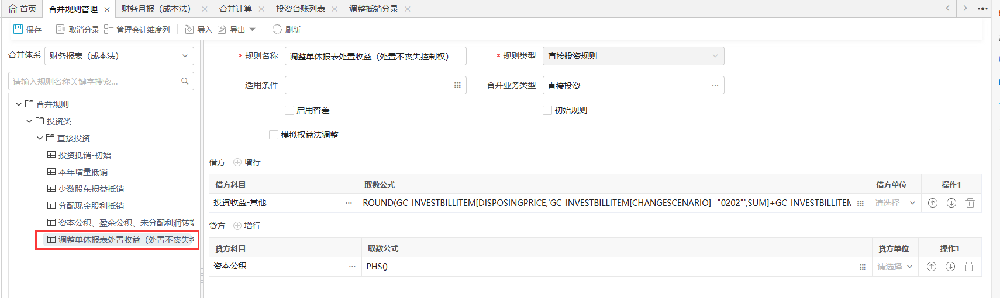 首页 合并规则管理 × 财务月报（成本法） × 合并计算 × 投资台账列表 × 调整抵销分录 ×
保存 取消分录 管理会计维度列 导入 导出 刷新
合并体系 财务报表（成本法）
请输入规则名称关键字搜索...
合并规则
投资类
直接投资
投资抵销-初始
本年增量抵销
少数股东损益抵销
分配现金股利抵销
资本公积、盈余公积、未分配利润转增
调整单体报表处置收益（处置不丧失控
* 规则名称 调整单体报表处置收益（处置不丧失控制权） * 规则类型 直接投资规则
适用条件 合并业务类型 直接投资 ...
启用容差 初始规则
模拟权益法调整
借方 增行
借方科目 取数公式 借方单位 操作1
投资收益-其他 ... ROUND(GC_INVESTBILLITEM[DISPOSINGPRICE,'GC_INVESTBILLITEM[CHANGESCENARIO]="0202"',SUM]+GC_INVESTBILLITEM 请选择
贷方 增行
贷方科目 取数公式 贷方单位 操作1
资本公积 ... PHS() 请选择